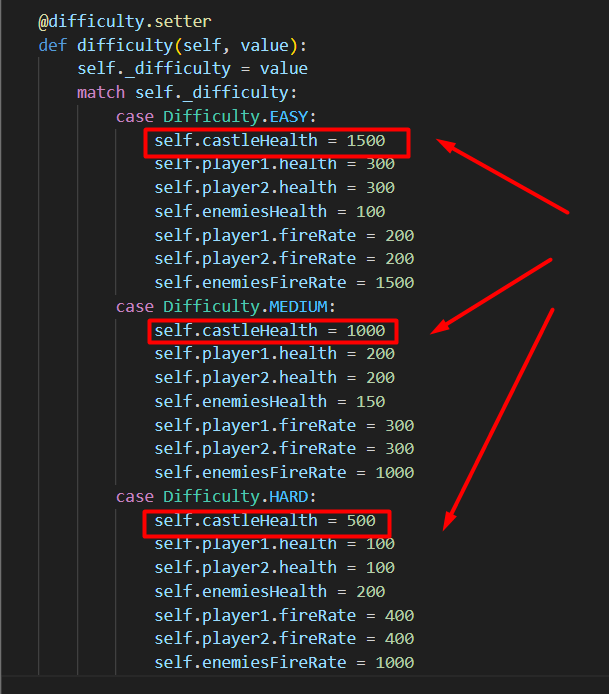 @difficulty.setter
def difficulty(self, value):
    self._difficulty = value
    match self._difficulty:
        case Difficulty.EASY:
            self.castleHealth = 1500
            self.player1.health = 300
            self.player2.health = 300
            self.enemiesHealth = 100
            self.player1.fireRate = 200
            self.player2.fireRate = 200
            self.enemiesFireRate = 1500
        case Difficulty.MEDIUM:
            self.castleHealth = 1000
            self.player1.health = 200
            self.player2.health = 200
            self.enemiesHealth = 150
            self.player1.fireRate = 300
            self.player2.fireRate = 300
            self.enemiesFireRate = 1000
        case Difficulty.HARD:
            self.castleHealth = 500
            self.player1.health = 100
            self.player2.health = 100
            self.enemiesHealth = 200
            self.player1.fireRate = 400
            self.player2.fireRate = 400
            self.enemiesFireRate = 1000